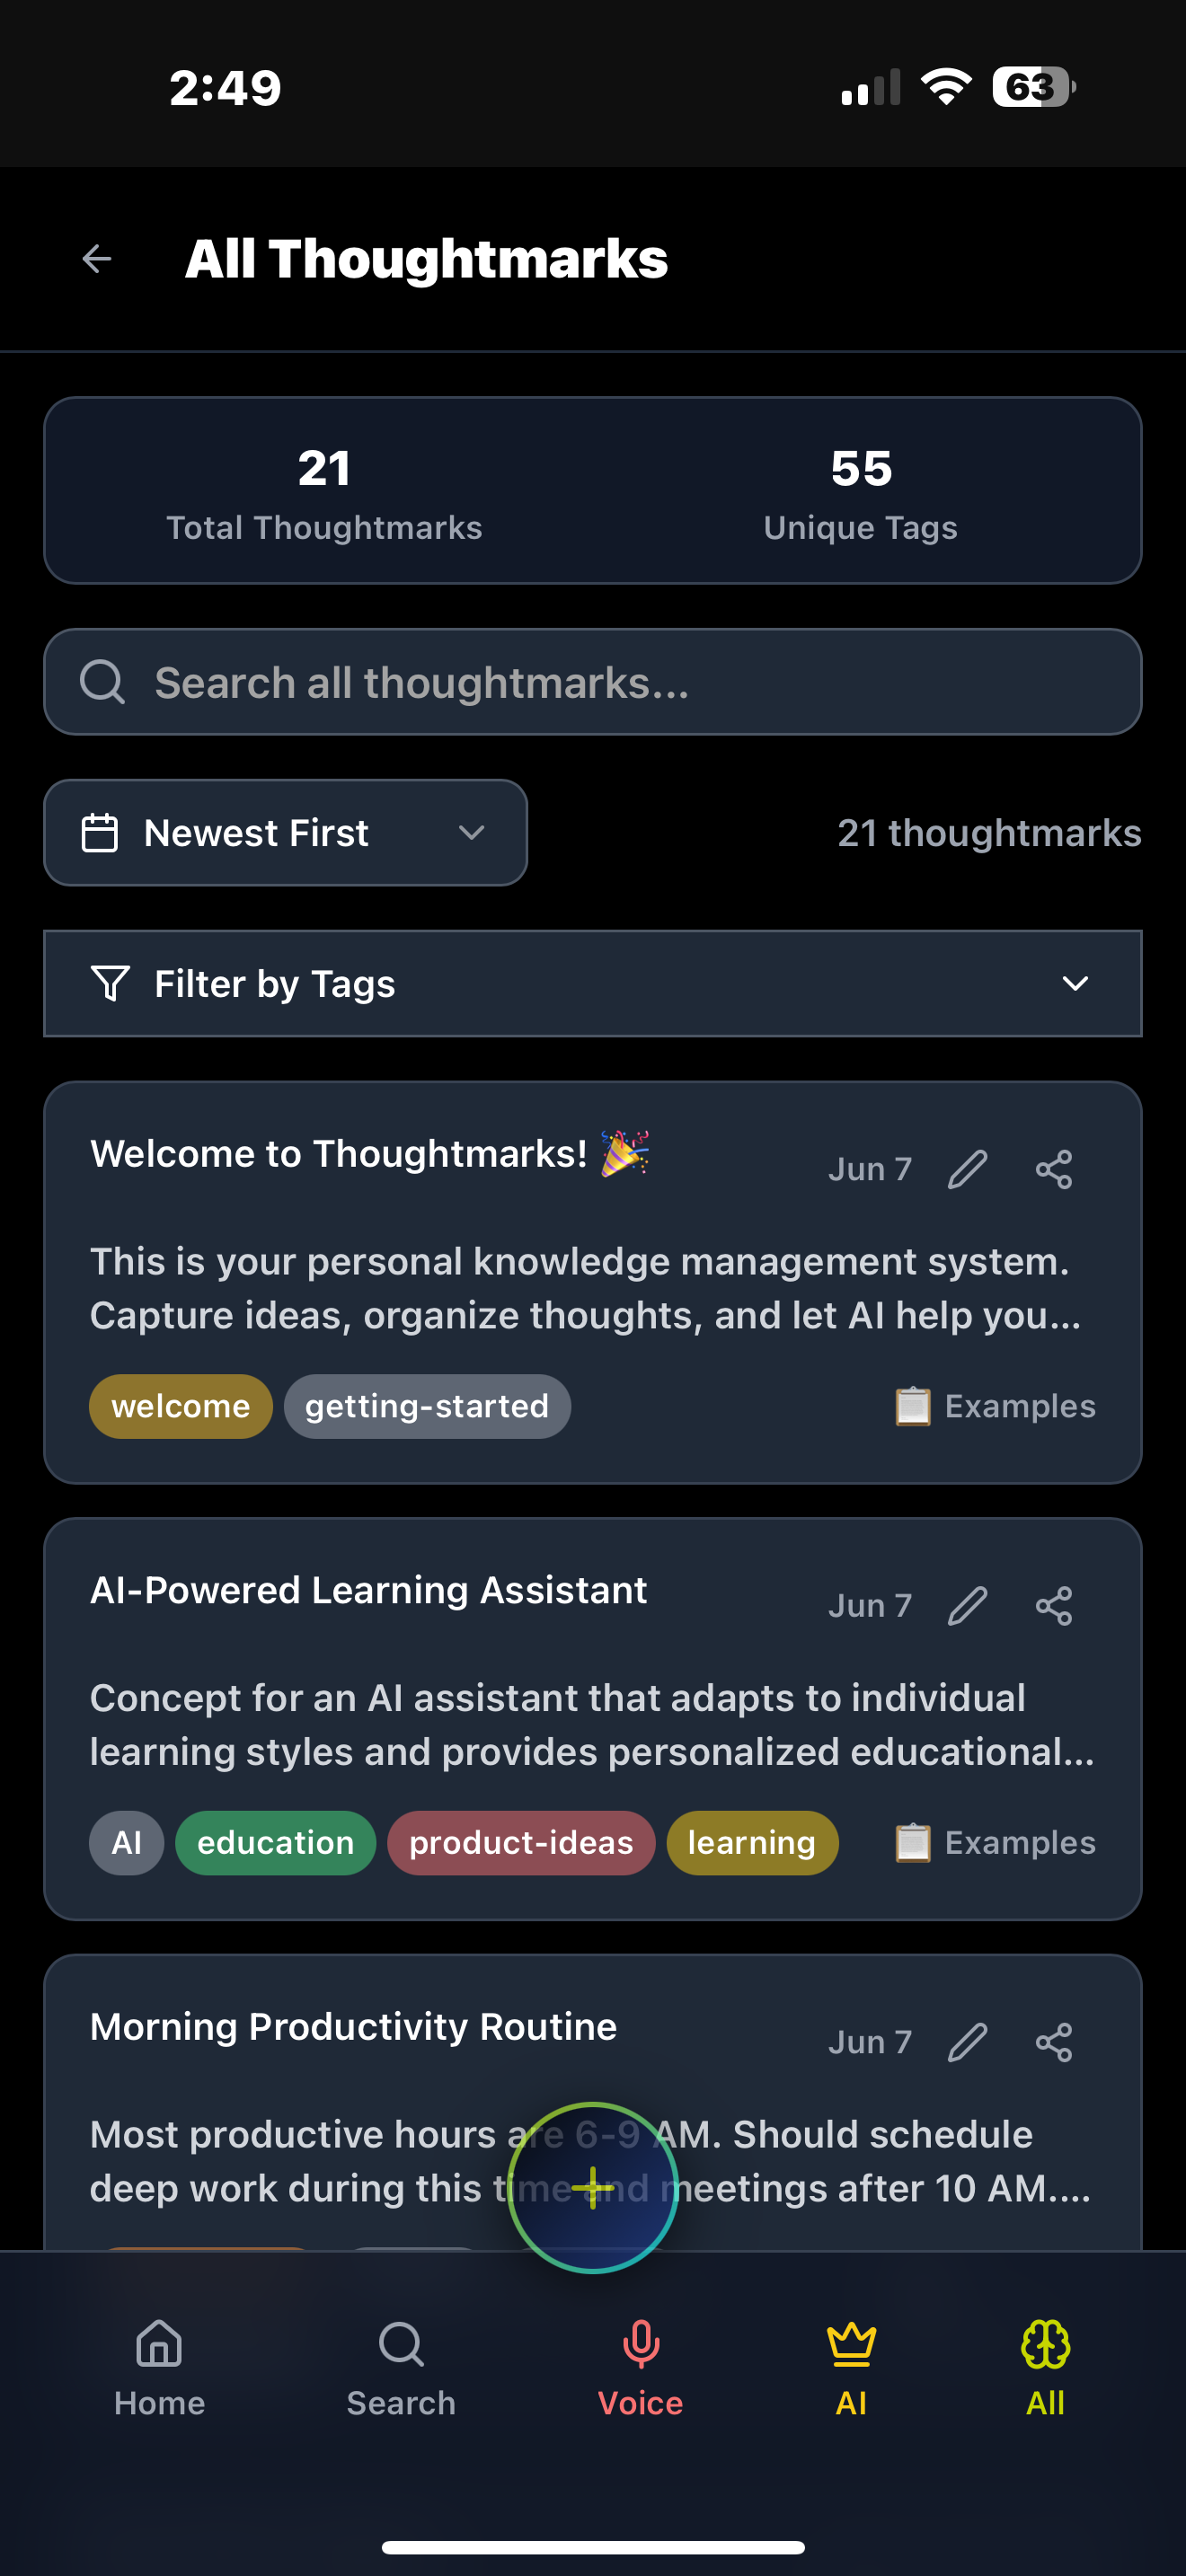 2:49
63
All Thoughtmarks
21
Total Thoughtmarks
55
Unique Tags
Search all thoughtmarks...
Newest First
21 thoughtmarks
Filter by Tags
Welcome to Thoughtmarks! 🎉
Jun 7
This is your personal knowledge management system.
Capture ideas, organize thoughts, and let AI help you...
welcome
getting-started
📋 Examples
AI-Powered Learning Assistant
Jun 7
Concept for an AI assistant that adapts to individual
learning styles and provides personalized educational...
AI
education
product-ideas
learning
📋 Examples
Morning Productivity Routine
Jun 7
Most productive hours are 6-9 AM. Should schedule
deep work during this time and meetings after 10 AM....
Home
Search
Voice
AI
All